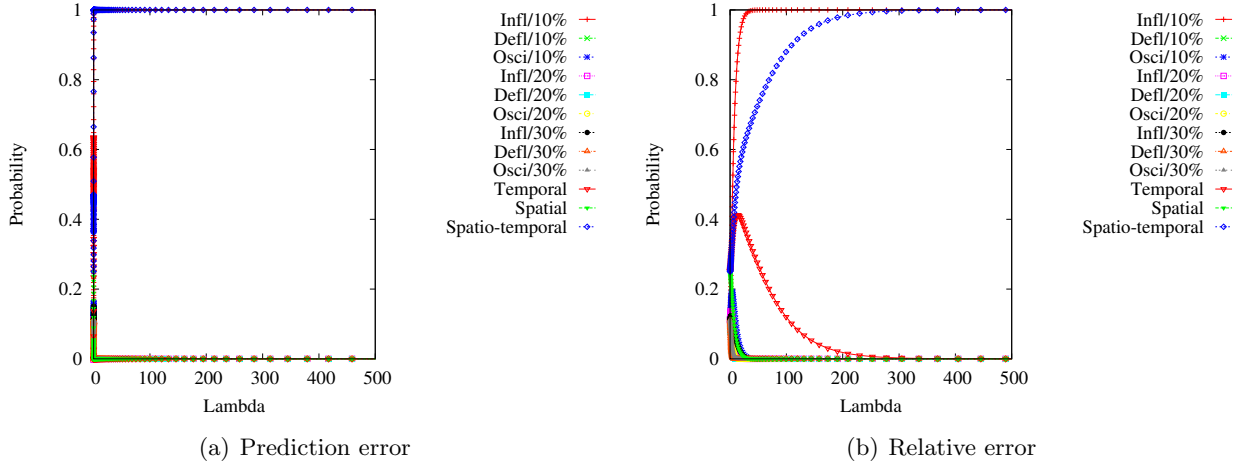 Probability
1
0.8
0.6
0.4
0.2
0
0 100 200 300 400 500
Lambda
Infl/10%
Defl/10%
Osci/10%
Infl/20%
Defl/20%
Osci/20%
Infl/30%
Defl/30%
Osci/30%
Temporal
Spatial
Spatio-temporal
(a) Prediction error
Probability
1
0.8
0.6
0.4
0.2
0
0 100 200 300 400 500
Lambda
Infl/10%
Defl/10%
Osci/10%
Infl/20%
Defl/20%
Osci/20%
Infl/30%
Defl/30%
Osci/30%
Temporal
Spatial
Spatio-temporal
(b) Relative error